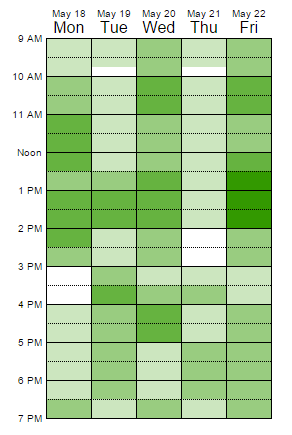 May 18 May 19 May 20 May 21 May 22
Mon Tue Wed Thu Fri
9 AM
10 AM
11 AM
Noon
1 PM
2 PM
3 PM
4 PM
5 PM
6 PM
7 PM